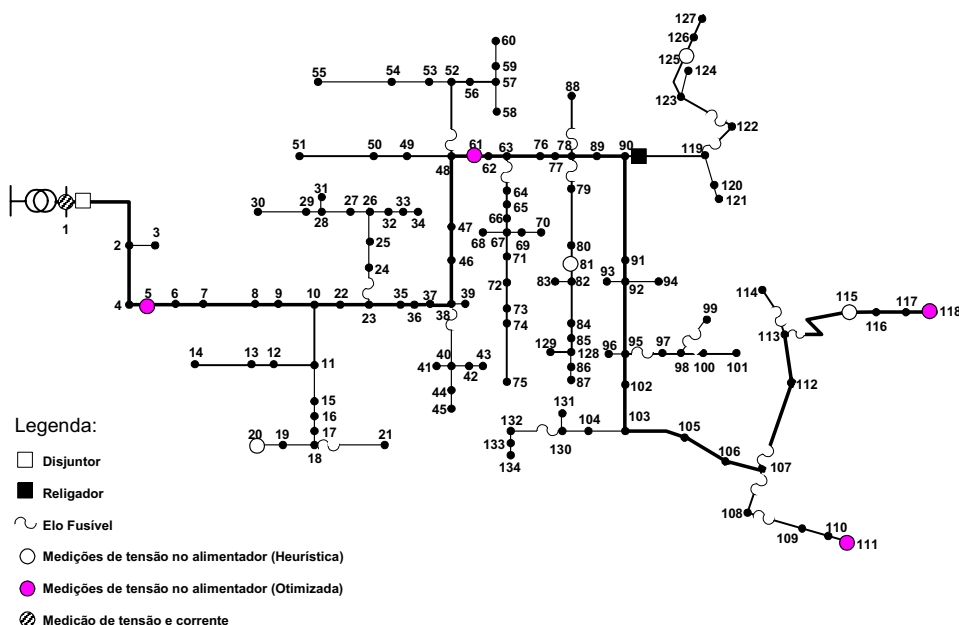 127
126
125
124
123
122
60
59
55 54 53 52 57
56
58
88
51 50 49 61 63 76 78 89 90 119
48 62 77
120
121
79
64
65
66 70
68 67 69
71
31
30 29 27 26 33
28 32 34
25
24
47
46
80
81
83 82
91
93 94
92
1
2 3
5 6 7 8 9 10 22 35 37 39
4 23 36 38
72
73
74
75
84
85
129 128
86
87
99
96 95 97
98 100 101
102
114 115 117 118
113 116
112
14 13 12
11
15
16
17
20 19 21
18
40 43
41 42
44
45
131
132 104 103
133 130
134
105
106 107
108
109 110
111
Legenda:
Disjuntor
Religador
Elo Fusível
Medições de tensão no alimentador (Heurística)
Medições de tensão no alimentador (Otimizada)
Medição de tensão e corrente